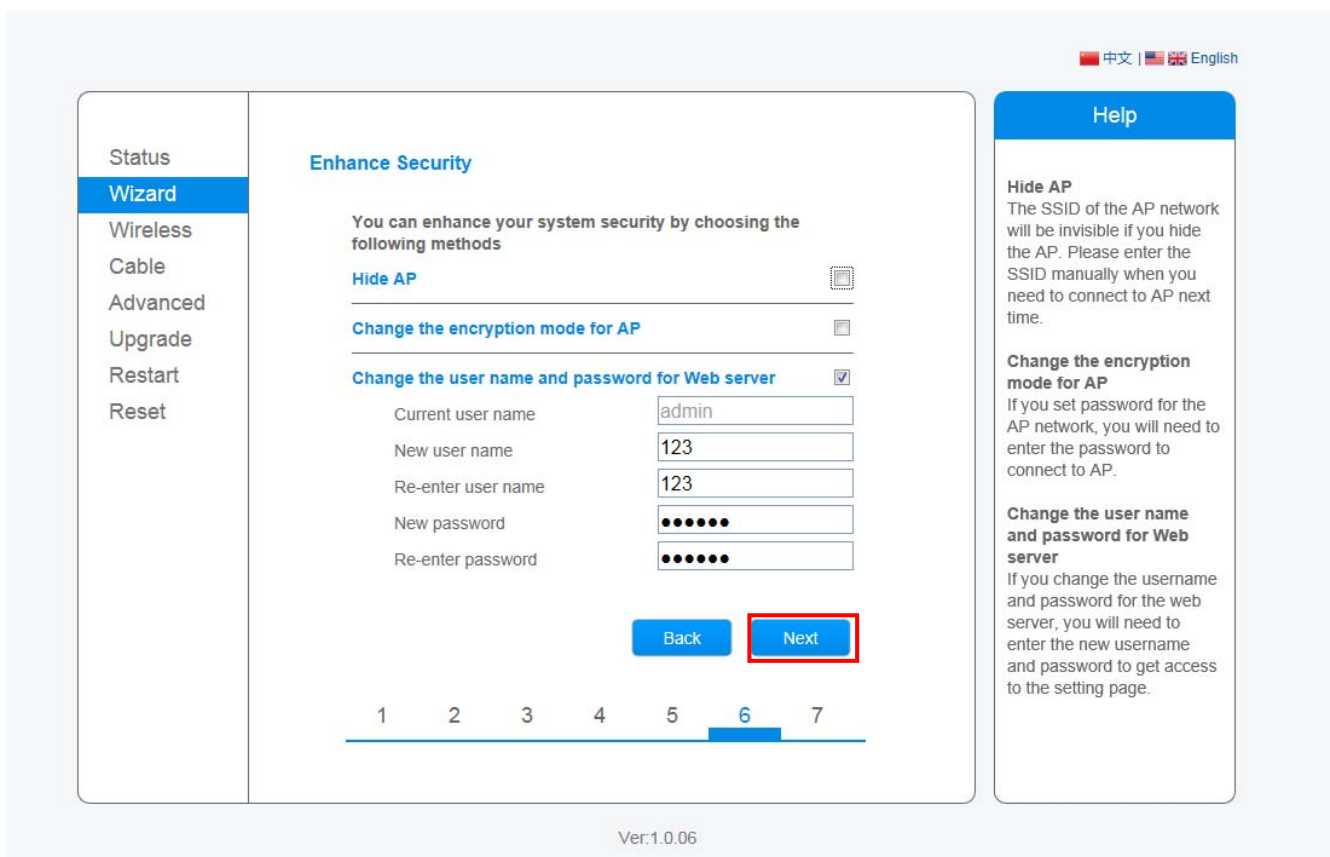 中文 | English
Help
Status
Wizard
Wireless
Cable
Advanced
Upgrade
Restart
Reset
Enhance Security
You can enhance your system security by choosing the
following methods
Hide AP
Change the encryption mode for AP
Change the user name and password for Web server
Current user name admin
New user name 123
Re-enter user name 123
New password ●●●●●●
Re-enter password ●●●●●●
Back Next
1 2 3 4 5 6 7
Hide AP
The SSID of the AP network
will be invisible if you hide
the AP. Please enter the
SSID manually when you
need to connect to AP next
time.
Change the encryption
mode for AP
If you set password for the
AP network, you will need to
enter the password to
connect to AP.
Change the user name
and password for Web
server
If you change the username
and password for the web
server, you will need to
enter the new username
and password to get access
to the setting page.
Ver:1.0.06